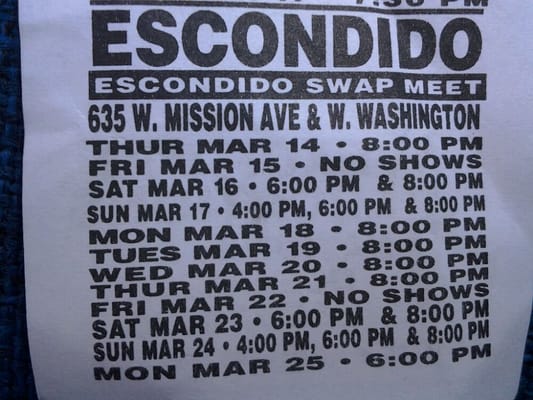 7:30 PM
ESCONDIDO
ESCONDIDO SWAP MEET
635 W. MISSION AVE & W. WASHINGTON
THUR MAR 14 • 8:00 PM
FRI MAR 15 • NO SHOWS
SAT MAR 16 • 6:00 PM & 8:00 PM
SUN MAR 17 • 4:00 PM, 6:00 PM & 8:00 PM
MON MAR 18 • 8:00 PM
TUES MAR 19 • 8:00 PM
WED MAR 20 • 8:00 PM
THUR MAR 21 • 8:00 PM
FRI MAR 22 • NO SHOWS
SAT MAR 23 • 6:00 PM & 8:00 PM
SUN MAR 24 • 4:00 PM, 6:00 PM & 8:00 PM
MON MAR 25 • 6:00 PM